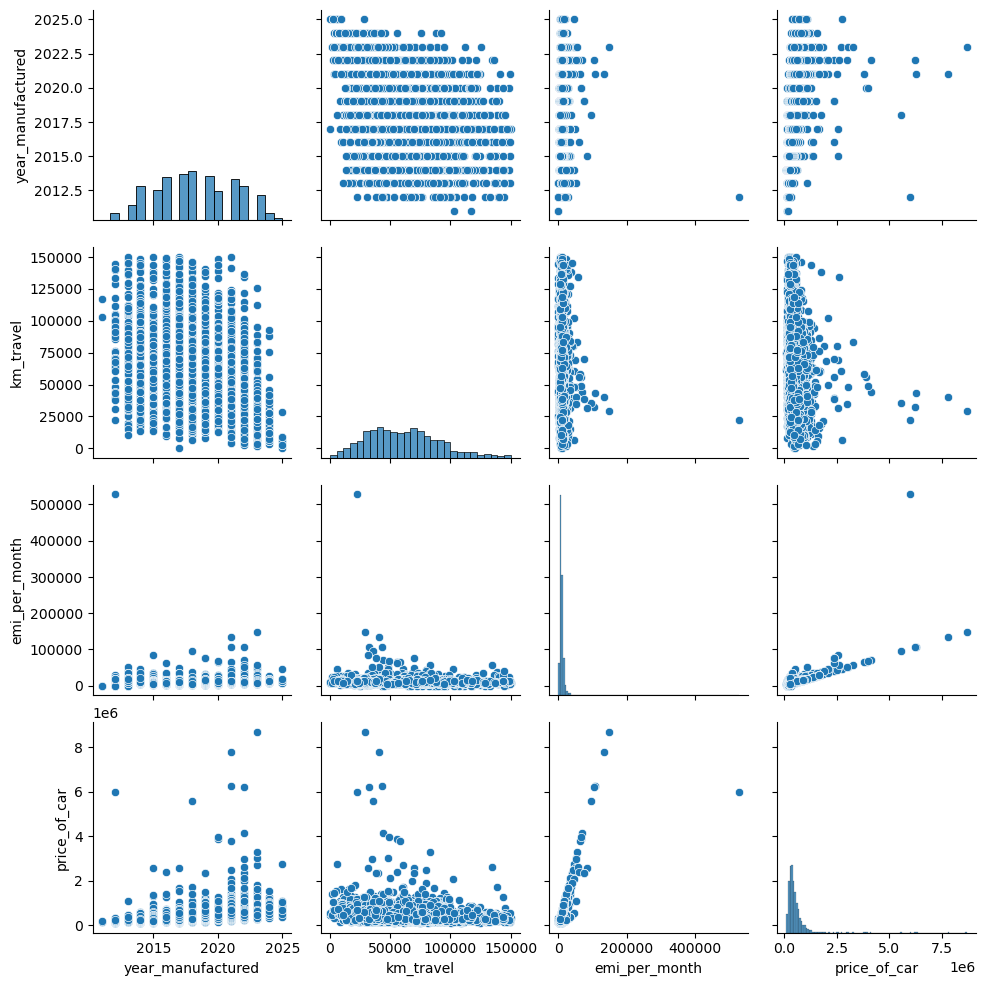 2025.0
2022.5
2020.0
2017.5
2015.0
2012.5
year_manufactured
150000
125000
100000
75000
50000
25000
0
km_travel
500000
400000
300000
200000
100000
0
emi_per_month
1e6
8
6
4
2
0
price_of_car
2015 2020 2025
year_manufactured
0 50000 100000 150000
km_travel
0 200000 400000
emi_per_month
0.0 2.5 5.0 7.5
1e6
price_of_car